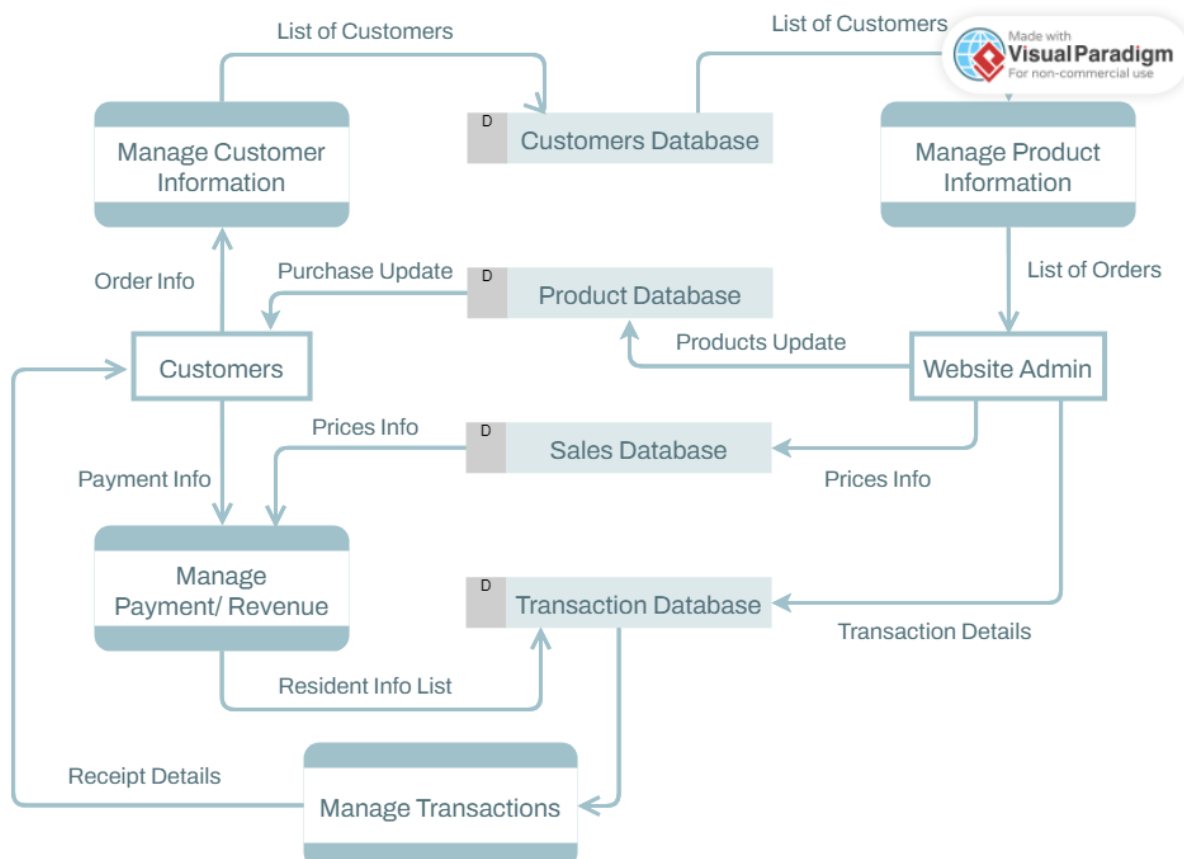 List of Customers
List of Customers
Made with
Visual Paradigm
For non-commercial use
D
Customers Database
Manage Customer
Information
Manage Product
Information
Order Info
Purchase Update
D
Product Database
List of Orders
Products Update
Customers
Website Admin
Prices Info
D
Sales Database
Payment Info
Prices Info
Manage
Payment/ Revenue
D
Transaction Database
Transaction Details
Resident Info List
Receipt Details
Manage Transactions